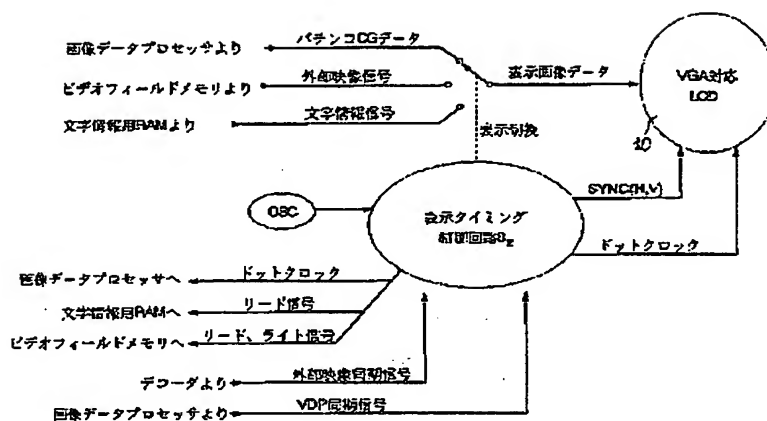 画像データプロセッサより
パチンコCGデータ
ビデオフィールドメモリより
外部映像信号
文字情報用RAMより
文字情報信号
表示画像データ
VGA対応
LCD
10
表示切換
OSC
表示タイミング
制御回路8z
SYNC(H,V)
ドットクロック
画像データプロセッサへ
ドットクロック
文字情報用RAMへ
リード信号
ビデオフィールドメモリへ
リード、ライト信号
デコーダより
外部映像同期信号
画像データプロセッサより
VDP同期信号